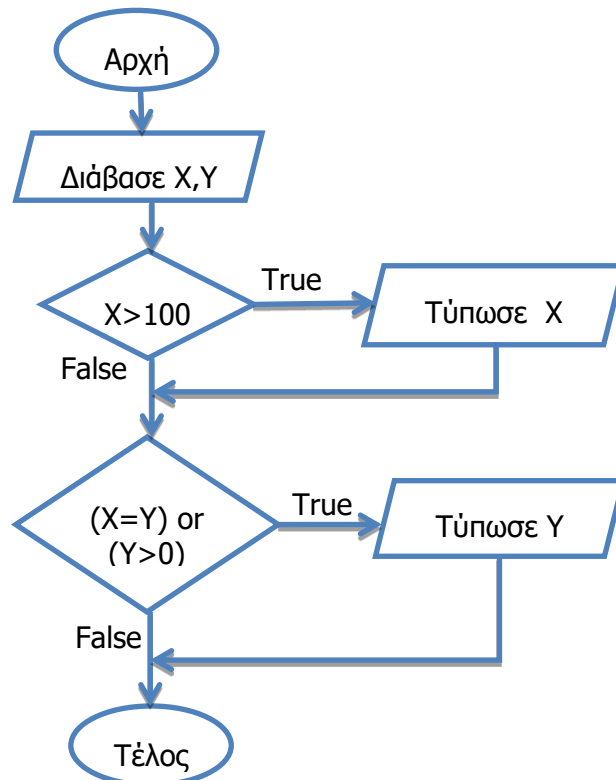 Αρχή
Διάβασε X,Y
X>100
True
Τύπωσε X
False
(X=Y) or
(Y>0)
True
Τύπωσε Y
False
Τέλος